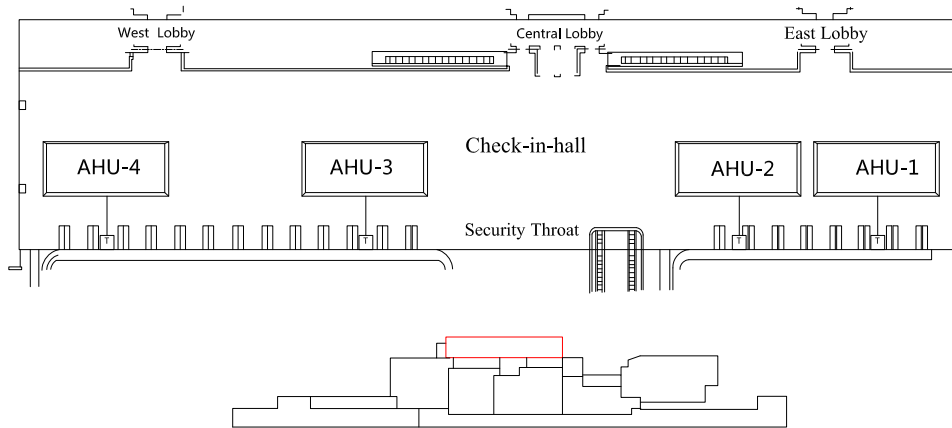 West Lobby
Central Lobby
East Lobby
Check-in-hall
AHU-4
AHU-3
AHU-2
AHU-1
Security Throat
T
T
T
T